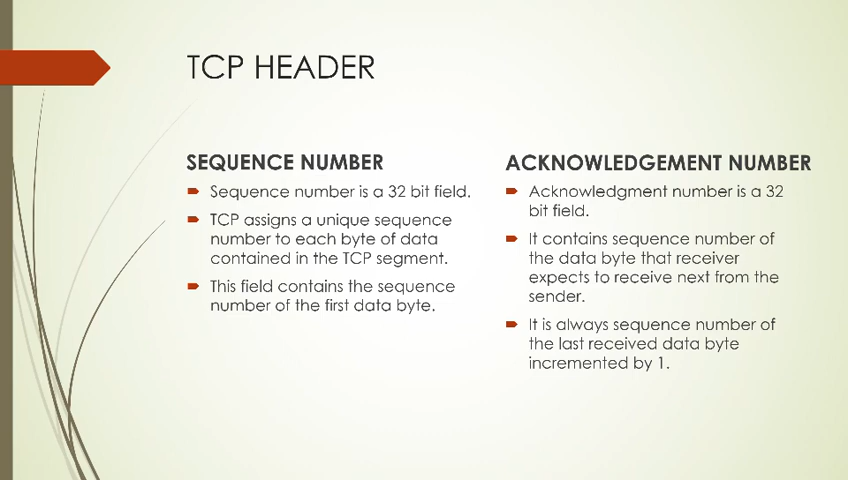 TCP HEADER
SEQUENCE NUMBER
Sequence number is a 32 bit field.
TCP assigns a unique sequence
number to each byte of data
contained in the TCP segment.
This field contains the sequence
number of the first data byte.
ACKNOWLEDGEMENT NUMBER
Acknowledgment number is a 32
bit field.
It contains sequence number of
the data byte that receiver
expects to receive next from the
sender.
It is always sequence number of
the last received data byte
incremented by 1.